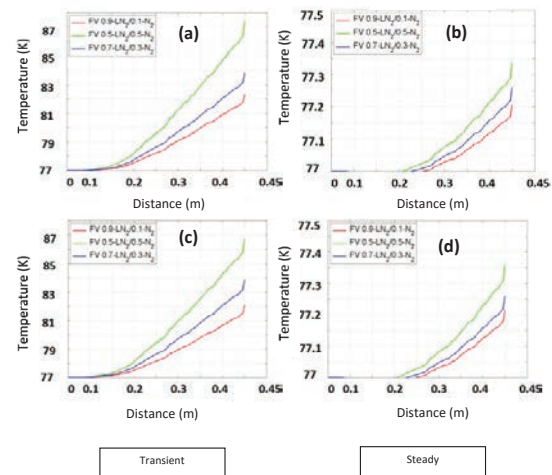 (a)
FV 0.9-LN2/0.1-N2
FV 0.5-LN2/0.5-N2
FV 0.7-LN2/0.3-N2
Temperature (K)
87
85
83
81
79
77
0 0.1 0.2 0.3 0.4 0.45
Distance (m)
(b)
FV 0.9-LN2/0.1-N2
FV 0.5-LN2/0.5-N2
FV 0.7-LN2/0.3-N2
Temperature (K)
77.5
77.4
77.3
77.2
77.1
77
0 0.1 0.2 0.3 0.4 0.45
Distance (m)
(c)
FV 0.9-LN2/0.1-N2
FV 0.5-LN2/0.5-N2
FV 0.7-LN2/0.3-N2
Temperature (K)
87
85
83
81
79
77
0 0.1 0.2 0.3 0.4 0.45
Distance (m)
(d)
FV 0.9-LN2/0.1-N2
FV 0.5-LN2/0.5-N2
FV 0.7-LN2/0.3-N2
Temperature (K)
77.5
77.4
77.3
77.2
77.1
77
0 0.1 0.2 0.3 0.4 0.45
Distance (m)
Transient
Steady